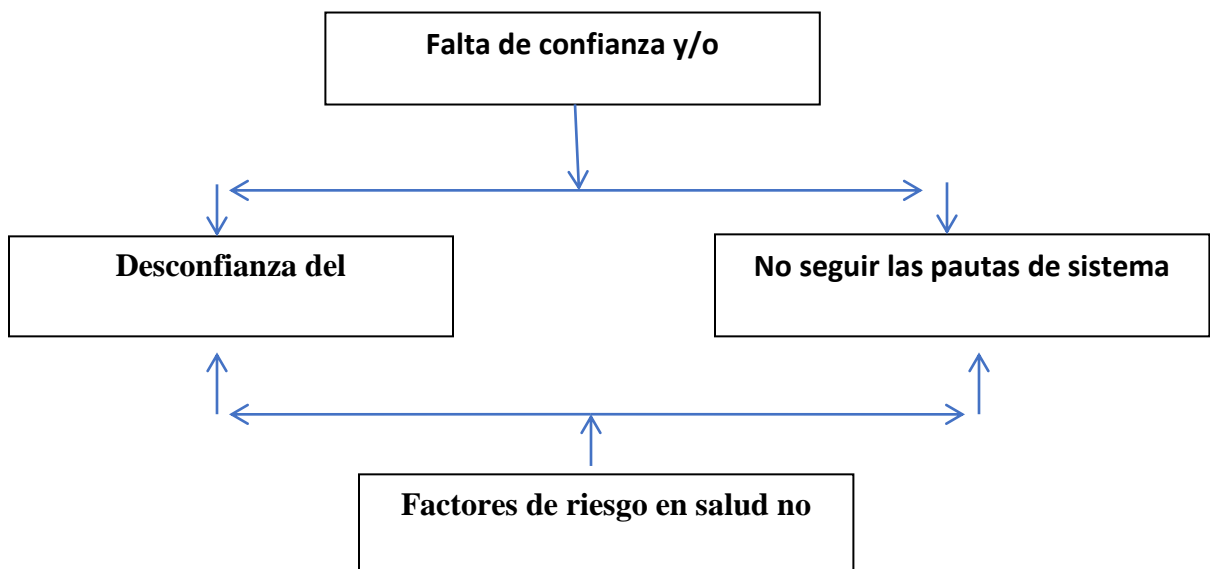 Falta de confianza y/o
Desconfianza del
No seguir las pautas de sistema
Factores de riesgo en salud no